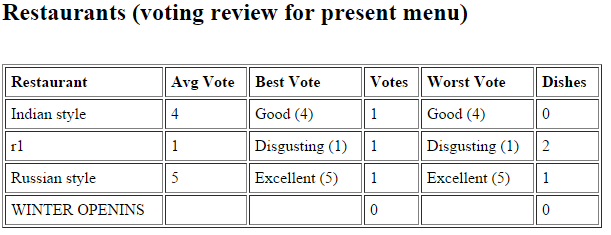 Restaurants (voting review for present menu)
Restaurant Avg Vote Best Vote Votes Worst Vote Dishes
Indian style 4 Good (4) 1 Good (4) 0
r1 1 Disgusting (1) 1 Disgusting (1) 2
Russian style 5 Excellent (5) 1 Excellent (5) 1
WINTER OPENINS 0 0